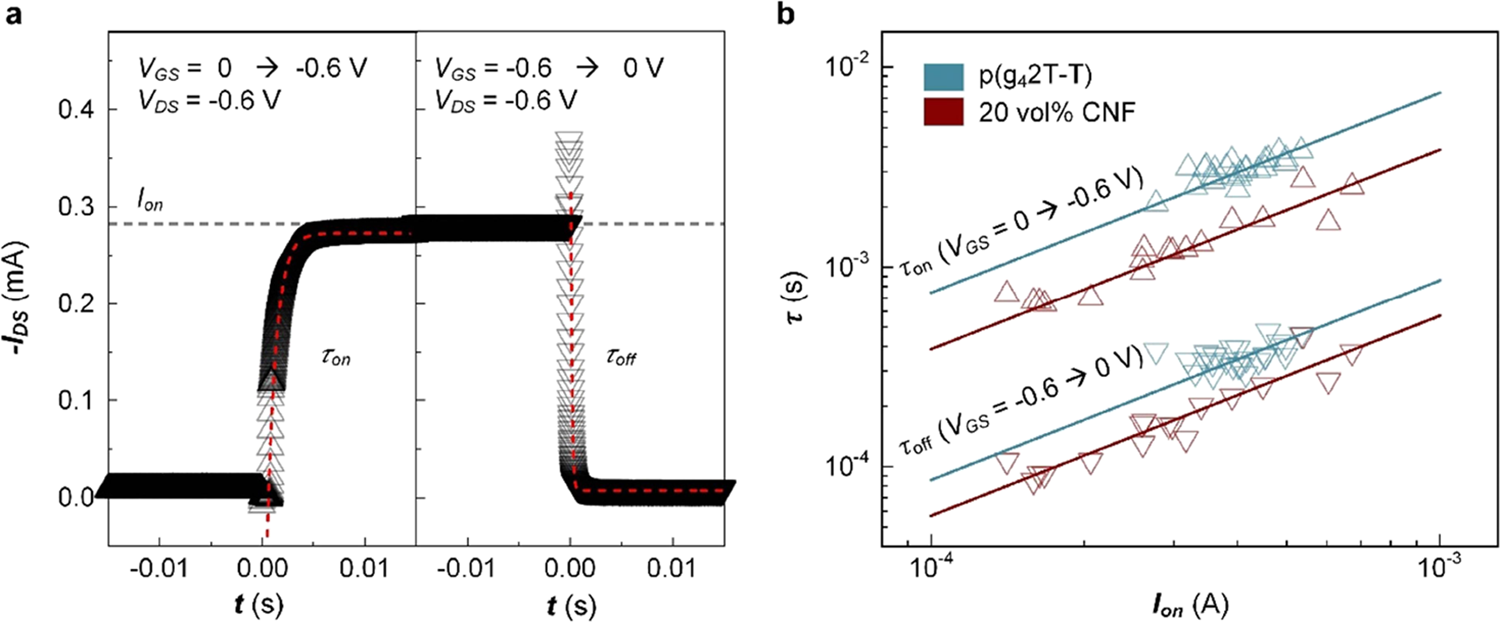 a
V_GS = 0 → -0.6 V
V_DS = -0.6 V
V_GS = -0.6 → 0 V
V_DS = -0.6 V
-I_DS (mA)
0.4
0.3
0.2
0.1
0.0
I_on
τ_on
τ_off
-0.01 0.00 0.01
-0.01 0.00 0.01
t (s)
t (s)
b
p(g₄2T-T)
20 vol% CNF
τ (s)
10⁻²
10⁻³
10⁻⁴
τ_on (V_GS = 0 → -0.6 V)
τ_off (V_GS = -0.6 → 0 V)
10⁻⁴ 10⁻³
I_on (A)